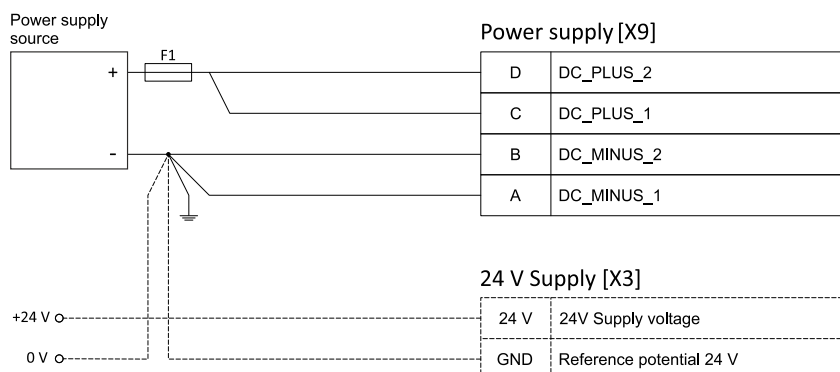 Power supply
source
+
F1
-
Power supply [X9]
D DC_PLUS_2
C DC_PLUS_1
B DC_MINUS_2
A DC_MINUS_1
24 V Supply [X3]
+24 V
24 V 24V Supply voltage
0 V
GND Reference potential 24 V